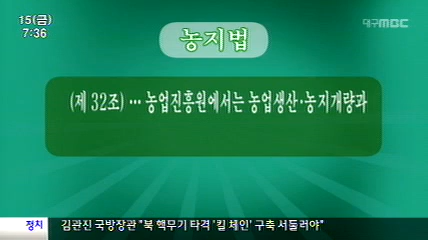 15(금)
7:36
대구MBC
농지법
(제 32조) … 농업진흥원에서는 농업생산·농지개량과
정치 김관진 국방장관 "북 핵무기 타격 '킬 체인' 구축 서둘러야"